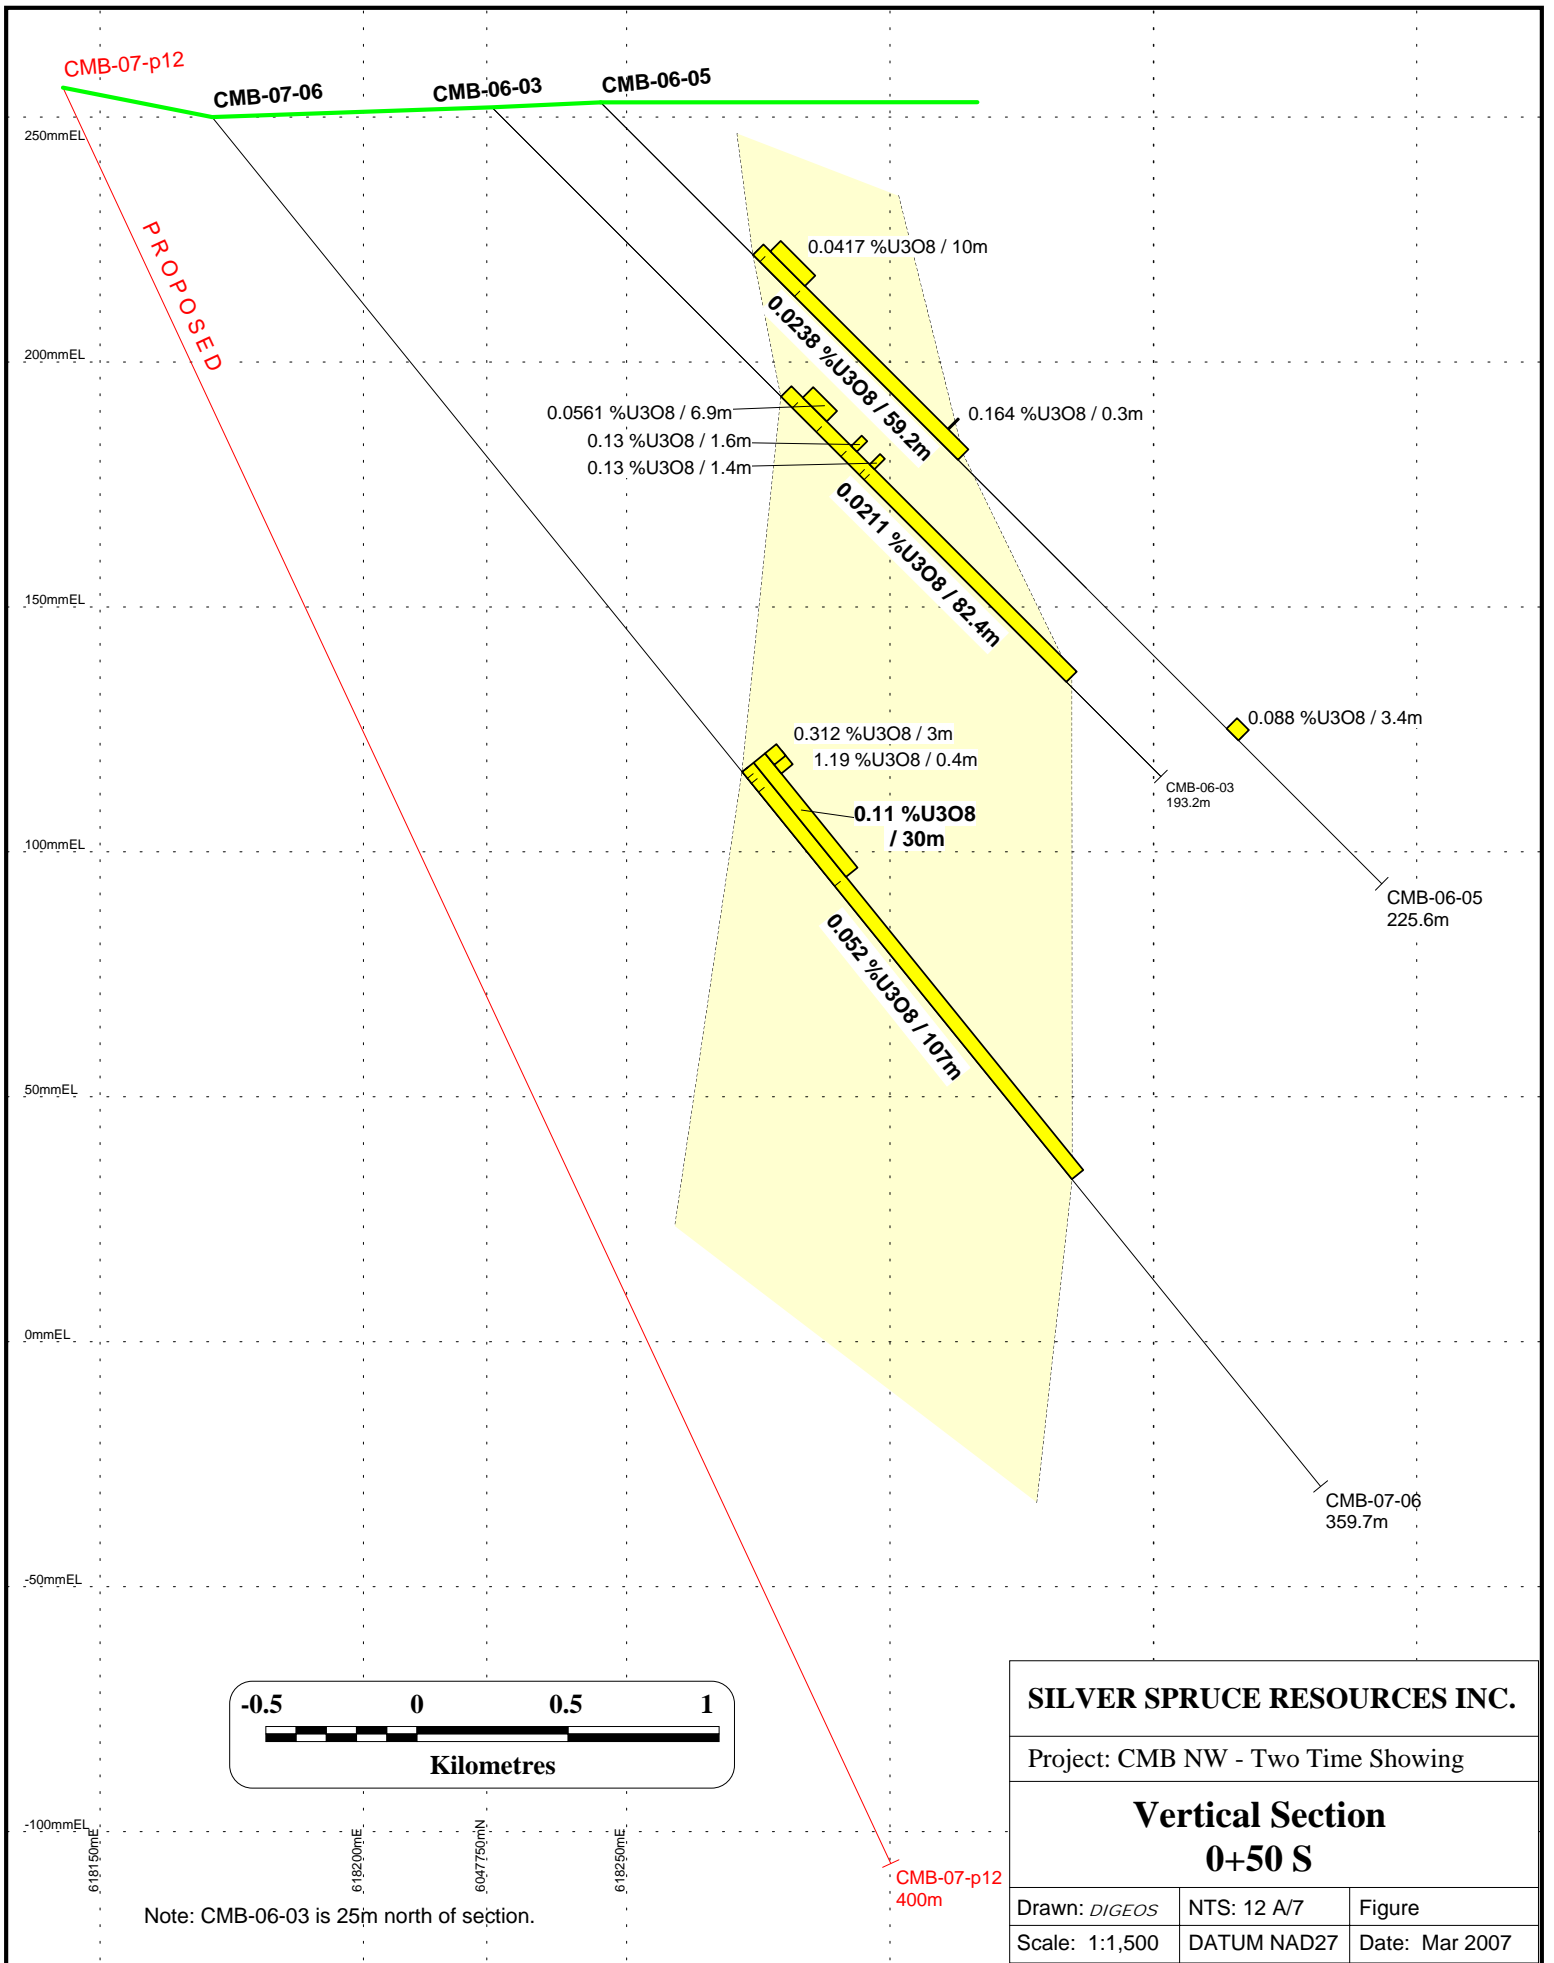 CMB-07-p12
CMB-07-06
CMB-06-03
CMB-06-05
250mmEL
PROPOSED
0.0417 %U3O8 / 10m
0.0238 %U3O8 / 59.2m
200mmEL
0.0561 %U3O8 / 6.9m
0.164 %U3O8 / 0.3m
0.13 %U3O8 / 1.6m
0.13 %U3O8 / 1.4m
0.0211 %U3O8 / 82.4m
150mmEL
0.088 %U3O8 / 3.4m
0.312 %U3O8 / 3m
1.19 %U3O8 / 0.4m
CMB-06-03
193.2m
0.11 %U3O8
/ 30m
100mmEL
CMB-06-05
225.6m
0.052 %U3O8 / 107m
50mmEL
0mmEL
CMB-07-06
359.7m
-50mmEL
-0.5 0 0.5 1
Kilometres
-100mmEL
618150mE
618200mE
6047750mN
618250mE
CMB-07-p12
400m
Note: CMB-06-03 is 25m north of section.
SILVER SPRUCE RESOURCES INC.
Project: CMB NW - Two Time Showing
Vertical Section
0+50 S
Drawn: DIGEOS NTS: 12 A/7 Figure
Scale: 1:1,500 DATUM NAD27 Date: Mar 2007